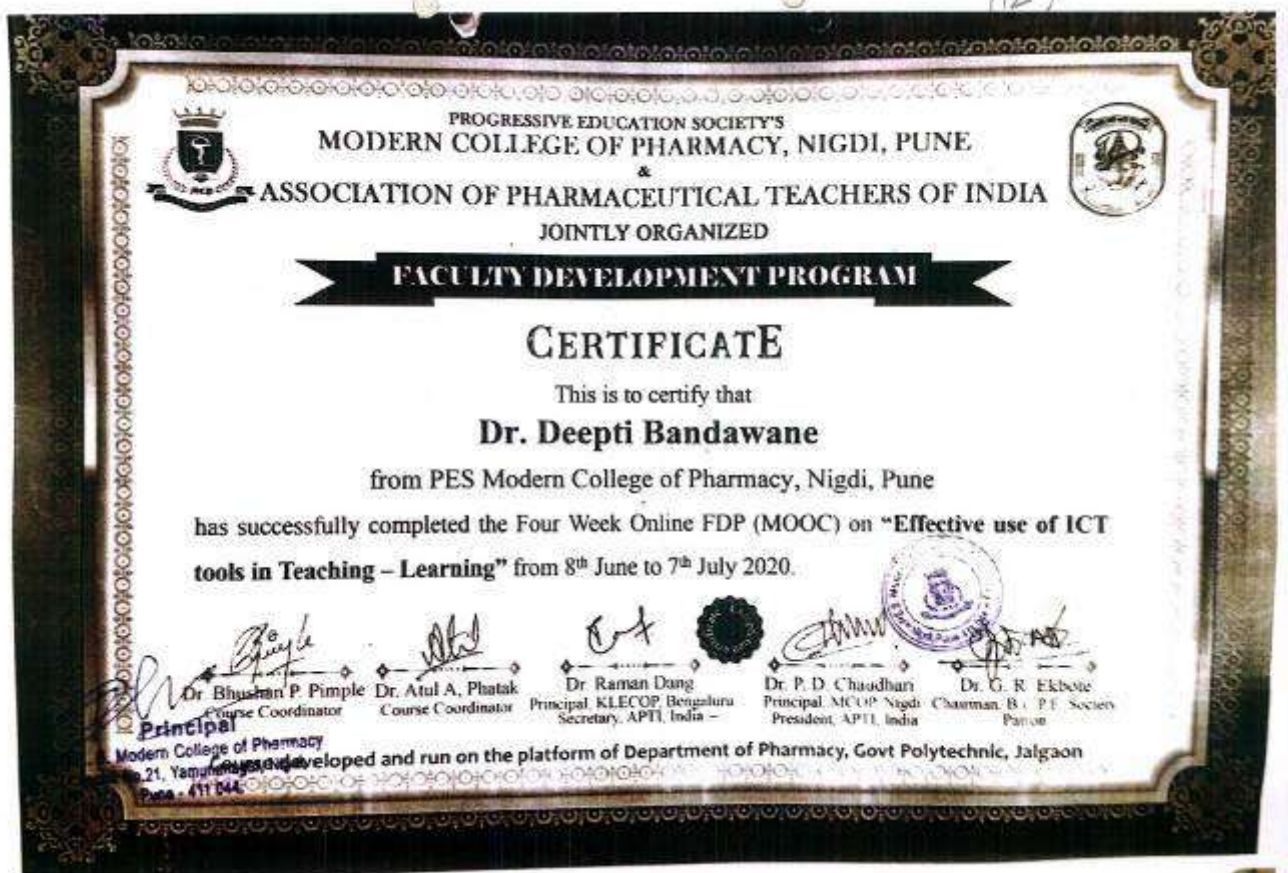 PROGRESSIVE EDUCATION SOCIETY'S
MODERN COLLEGE OF PHARMACY, NIGDI, PUNE
&
ASSOCIATION OF PHARMACEUTICAL TEACHERS OF INDIA
JOINTLY ORGANIZED
FACULTY DEVELOPMENT PROGRAM
CERTIFICATE
This is to certify that
Dr. Deepti Bandawane
from PES Modern College of Pharmacy, Nigdi, Pune
has successfully completed the Four Week Online FDP (MOOC) on “Effective use of ICT
tools in Teaching – Learning” from 8th June to 7th July 2020.
Dr. Bhushan P. Pimple
Course Coordinator
Dr. Atul A. Phatak
Course Coordinator
Dr Raman Dang
Principal, KLECOP, Bengaluru
Secretary, APTI, India –
Dr. P. D. Chaudhari
Principal, MCOP Nigdi
President, APTI, India
Dr. G. R. Ekbote
Chairman, P.E. Society
Patron
Principal
Modern College of Pharmacy
21, Yamunanagar, Nigdi
Pune - 411 044.
developed and run on the platform of Department of Pharmacy, Govt Polytechnic, Jalgaon